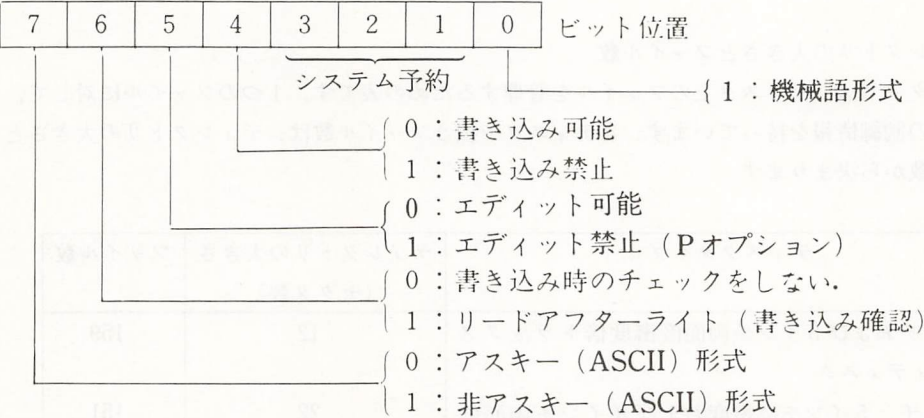 7 6 5 4 3 2 1 0 ビット位置
システム予約
1：機械語形式
0：書き込み可能
1：書き込み禁止
0：エディット可能
1：エディット禁止（Pオプション）
0：書き込み時のチェックをしない.
1：リードアフターライト（書き込み確認）
0：アスキー（ASCII）形式
1：非アスキー（ASCII）形式